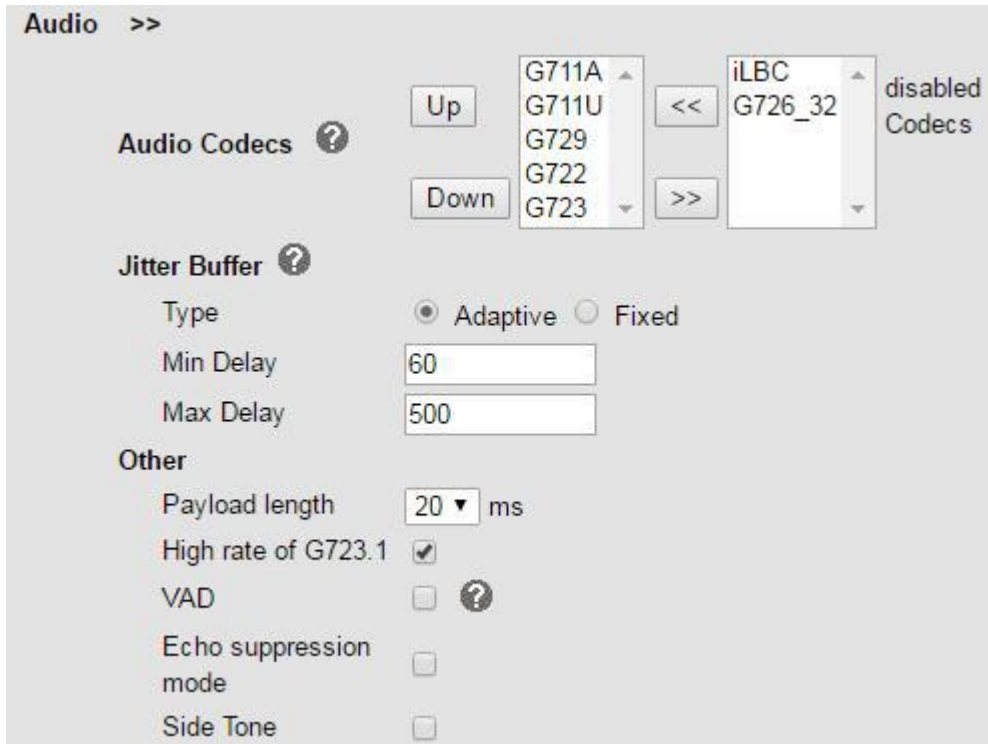 Audio >>
Audio Codecs ?
Up
Down
G711A
G711U
G729
G722
G723
<<
>>
iLBC
G726_32
disabled
Codecs
Jitter Buffer ?
Type Adaptive Fixed
Min Delay 60
Max Delay 500
Other
Payload length 20 ms
High rate of G723.1
VAD ?
Echo suppression
mode
Side Tone